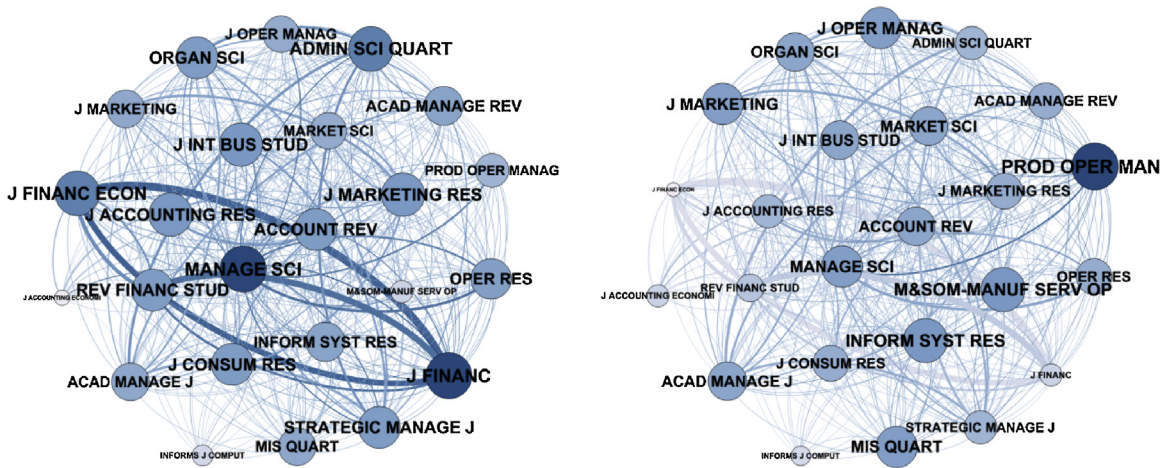 J OPER MANAG
ADMIN SCI QUART
ORGAN SCI
J MARKETING
ACAD MANAGE REV
MARKET SCI
J INT BUS STUD
PROD OPER MANAG
J FINANC ECON
J MARKETING RES
J ACCOUNTING RES
ACCOUNT REV
MANAGE SCI
OPER RES
REV FINANC STUD
M&SOM-MANUF SERV OP
J ACCOUNTING ECONOMI
INFORM SYST RES
J CONSUM RES
J FINANC
ACAD MANAGE J
STRATEGIC MANAGE J
MIS QUART
INFORMS J COMPUT
J OPER MANAG
ADMIN SCI QUART
ORGAN SCI
J MARKETING
ACAD MANAGE REV
MARKET SCI
J INT BUS STUD
PROD OPER MAN
J FINANC ECON
J MARKETING RES
J ACCOUNTING RES
ACCOUNT REV
MANAGE SCI
OPER RES
REV FINANC STUD
M&SOM-MANUF SERV OP
J ACCOUNTING ECONOMI
INFORM SYST RES
J CONSUM RES
J FINANC
ACAD MANAGE J
STRATEGIC MANAGE J
MIS QUART
INFORMS J COMPUT